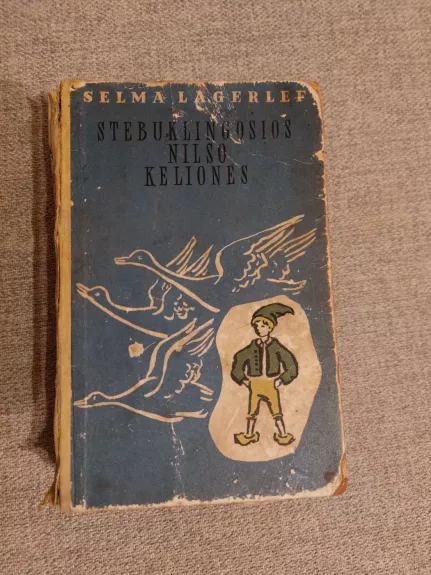 SELMA LAGERLEF
STEBUKLINGOSIOS
NILSO
KELIONĖS